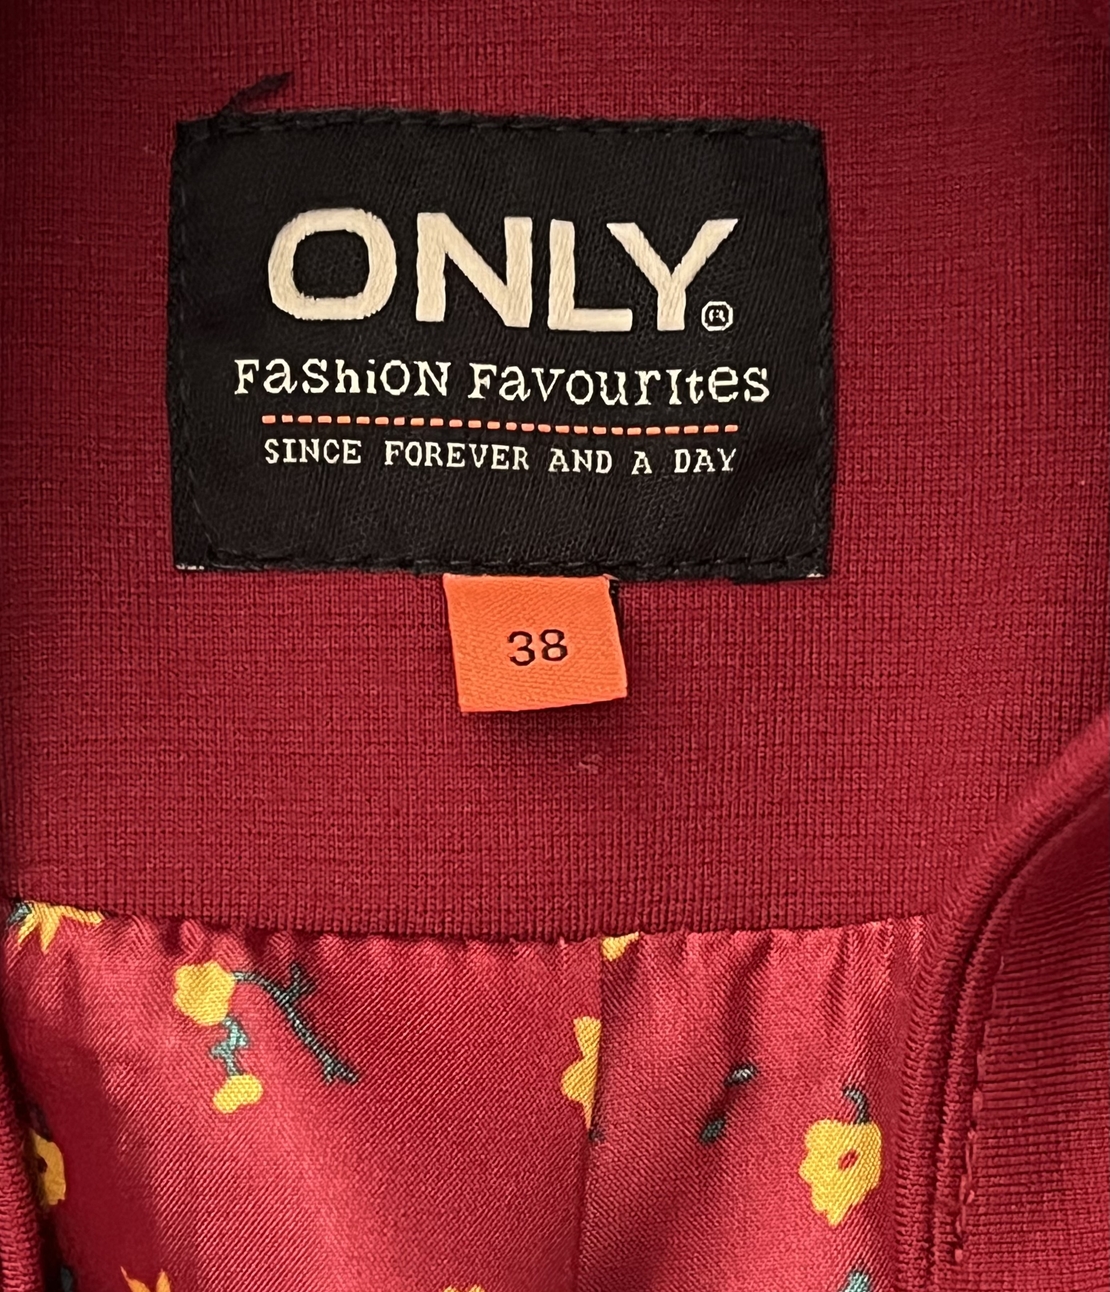 ONLY®
Fashion Favourites
SINCE FOREVER AND A DAY
38